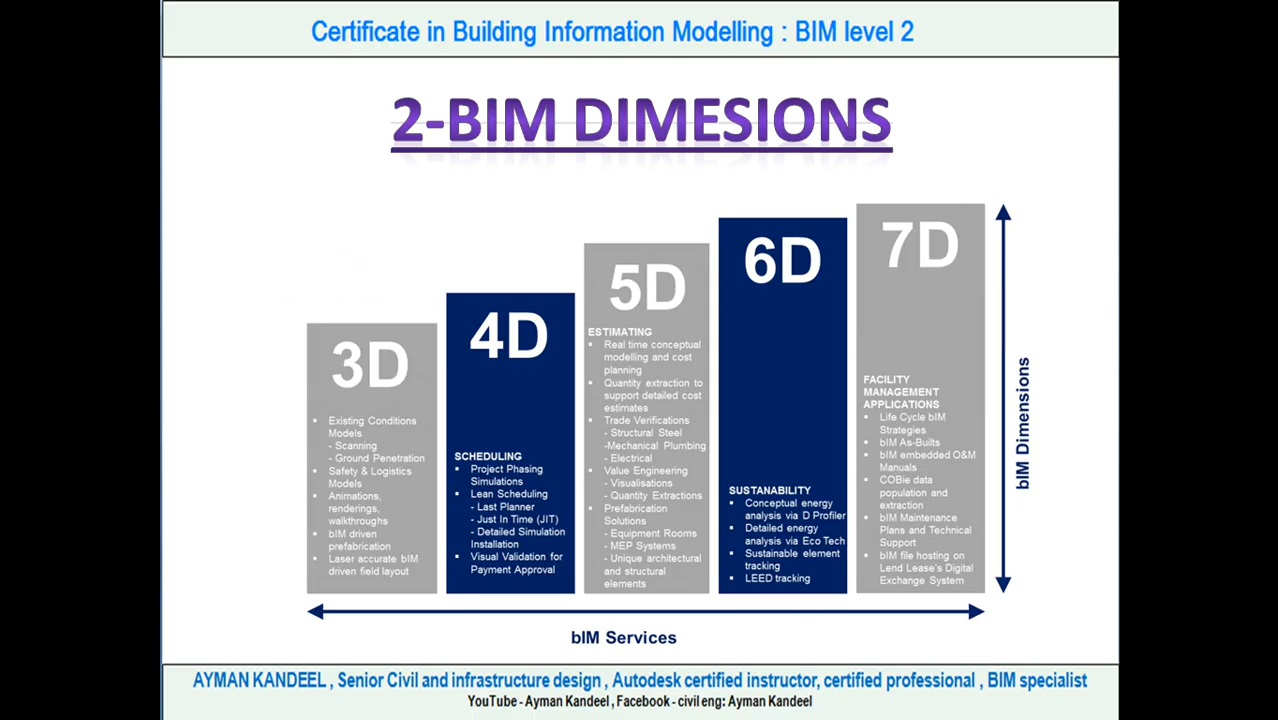 Certificate in Building Information Modelling : BIM level 2
2-BIM DIMESIONS
3D
▪ Existing Conditions
Models
- Scanning
- Ground Penetration
▪ Safety & Logistics
Models
▪ Animations,
renderings,
walkthroughs
▪ bIM driven
prefabrication
▪ Laser accurate bIM
driven field layout
4D
SCHEDULING
▪ Project Phasing
Simulations
▪ Lean Scheduling
- Last Planner
- Just In Time (JIT)
- Detailed Simulation
Installation
▪ Visual Validation for
Payment Approval
5D
ESTIMATING
▪ Real time conceptual
modelling and cost
planning
▪ Quantity extraction to
support detailed cost
estimates
▪ Trade Verifications
- Structural Steel
-Mechanical Plumbing
- Electrical
▪ Value Engineering
- Visualisations
- Quantity Extractions
▪ Prefabrication
Solutions
- Equipment Rooms
- MEP Systems
- Unique architectural
and structural
elements
6D
SUSTANABILITY
▪ Conceptual energy
analysis via D Profiler
▪ Detailed energy
analysis via Eco Tech
▪ Sustainable element
tracking
▪ LEED tracking
7D
FACILITY
MANAGEMENT
APPLICATIONS
▪ Life Cycle bIM
Strategies
▪ bIM As-Builts
▪ bIM embedded O&M
Manuals
▪ COBie data
population and
extraction
▪ bIM Maintenance
Plans and Technical
Support
▪ bIM file hosting on
Lend Lease's Digital
Exchange System
bIM Dimensions
bIM Services
AYMAN KANDEEL , Senior Civil and infrastructure design , Autodesk certified instructor, certified professional , BIM specialist
YouTube - Ayman Kandeel , Facebook - civil eng: Ayman Kandeel